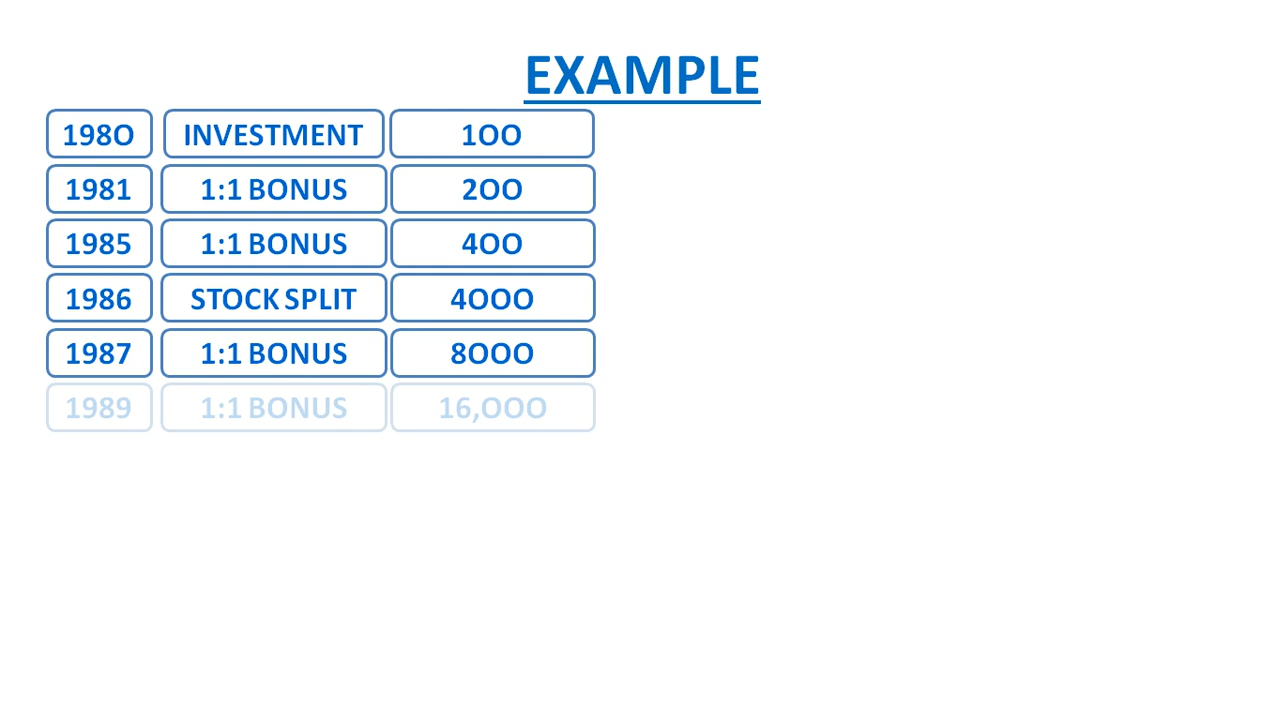 EXAMPLE
1980 INVESTMENT 100
1981 1:1 BONUS 200
1985 1:1 BONUS 400
1986 STOCK SPLIT 4000
1987 1:1 BONUS 8000
1989 1:1 BONUS 16,000